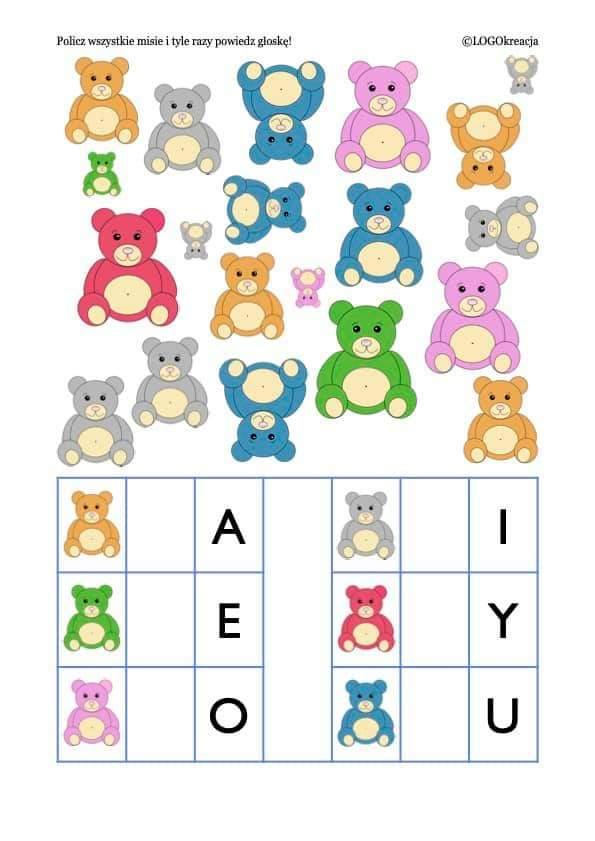 Policz wszystkie misie i tyle razy powiedz głoskę! ©LOGOkreacja
A I
E Y
O U